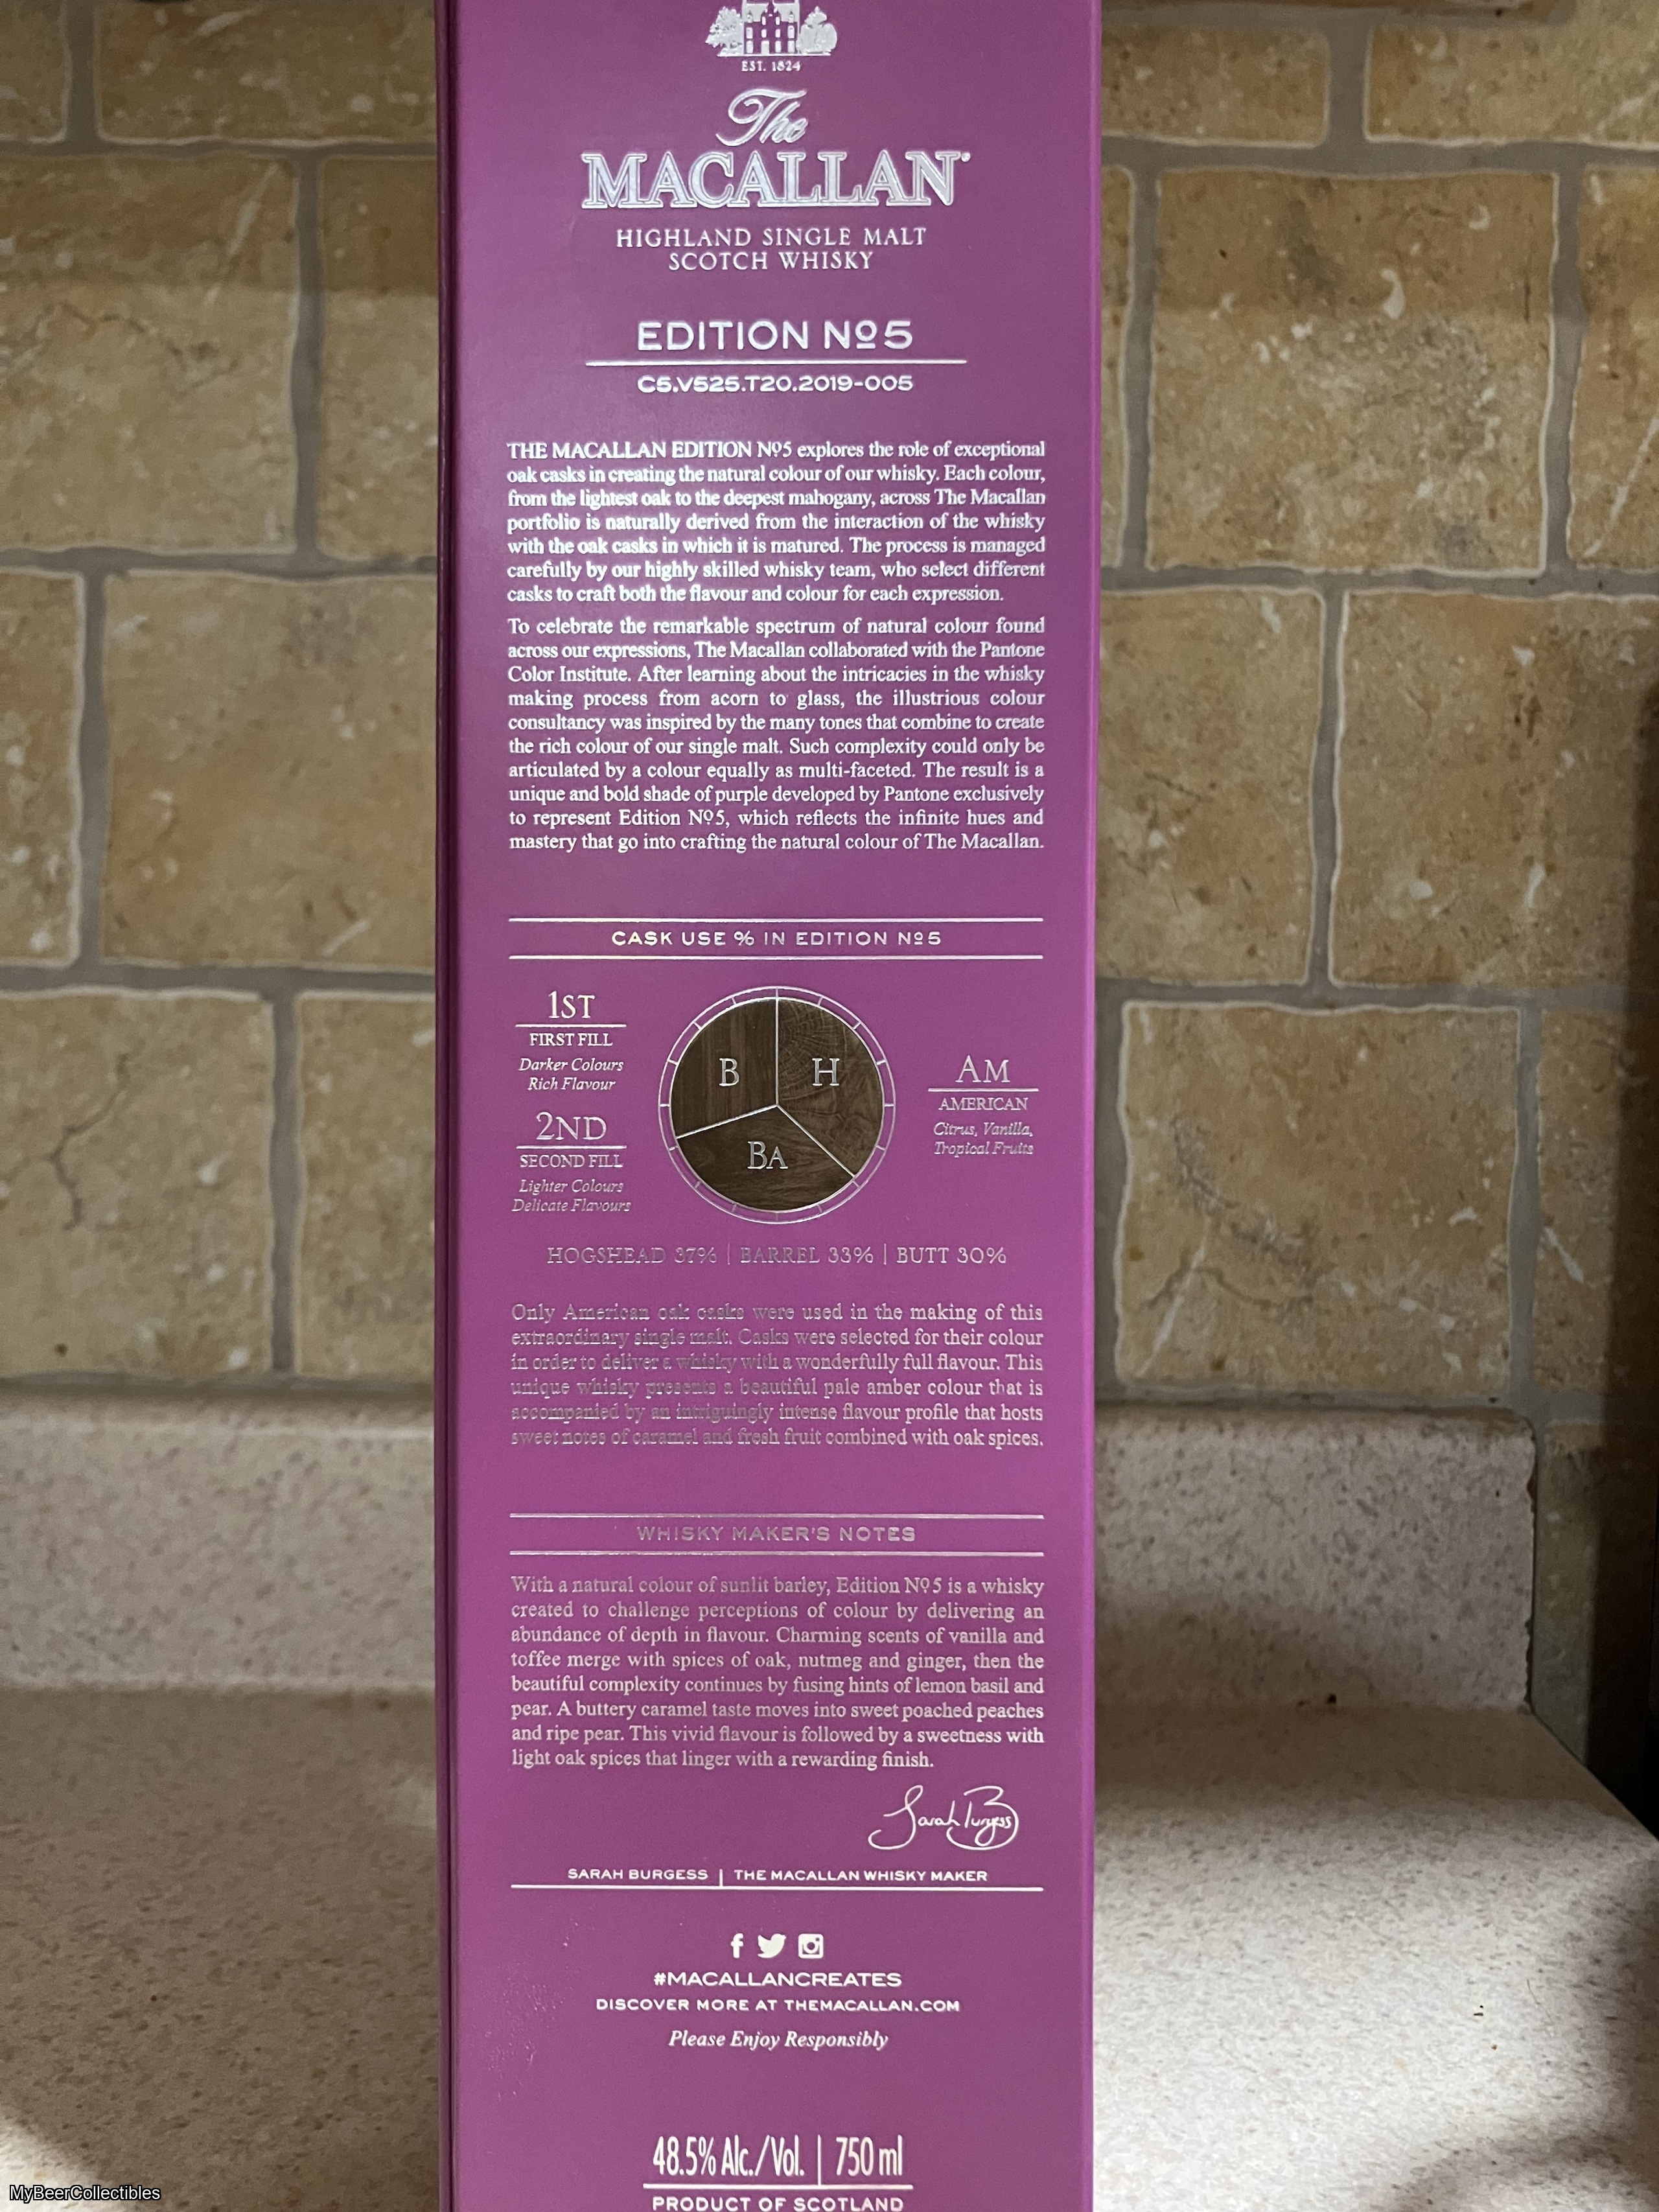 EST. 1824
The
MACALLAN
HIGHLAND SINGLE MALT
SCOTCH WHISKY
EDITION Nº5
C5.V525.T20.2019-005
THE MACALLAN EDITION Nº5 explores the role of exceptional
oak casks in creating the natural colour of our whisky. Each colour,
from the lightest oak to the deepest mahogany, across The Macallan
portfolio is naturally derived from the interaction of the whisky
with the oak casks in which it is matured. The process is managed
carefully by our highly skilled whisky team, who select different
casks to craft both the flavour and colour for each expression.
To celebrate the remarkable spectrum of natural colour found
across our expressions, The Macallan collaborated with the Pantone
Color Institute. After learning about the intricacies in the whisky
making process from acorn to glass, the illustrious colour
consultancy was inspired by the many tones that combine to create
the rich colour of our single malt. Such complexity could only be
articulated by a colour equally as multi-faceted. The result is a
unique and bold shade of purple developed by Pantone exclusively
to represent Edition Nº5, which reflects the infinite hues and
mastery that go into crafting the natural colour of The Macallan.
CASK USE % IN EDITION Nº5
1ST
FIRST FILL
Darker Colours
Rich Flavour
2ND
SECOND FILL
Lighter Colours
Delicate Flavours
B
H
BA
AM
AMERICAN
Citrus, Vanilla,
Tropical Fruits
HOGSHEAD 37% | BARREL 33% | BUTT 30%
Only American oak casks were used in the making of this
extraordinary single malt. Casks were selected for their colour
in order to deliver a whisky with a wonderfully full flavour. This
unique whisky presents a beautiful pale amber colour that is
accompanied by an intriguingly intense flavour profile that hosts
sweet notes of caramel and fresh fruit combined with oak spices.
WHISKY MAKER'S NOTES
With a natural colour of sunlit barley, Edition Nº5 is a whisky
created to challenge perceptions of colour by delivering an
abundance of depth in flavour. Charming scents of vanilla and
toffee merge with spices of oak, nutmeg and ginger, then the
beautiful complexity continues by fusing hints of lemon basil and
pear. A buttery caramel taste moves into sweet poached peaches
and ripe pear. This vivid flavour is followed by a sweetness with
light oak spices that linger with a rewarding finish.
Sarah Burgess
SARAH BURGESS | THE MACALLAN WHISKY MAKER
#MACALLANCREATES
DISCOVER MORE AT THEMACALLAN.COM
Please Enjoy Responsibly
48.5% Alc./Vol. | 750 ml
PRODUCT OF SCOTLAND
MyBeerCollectibles